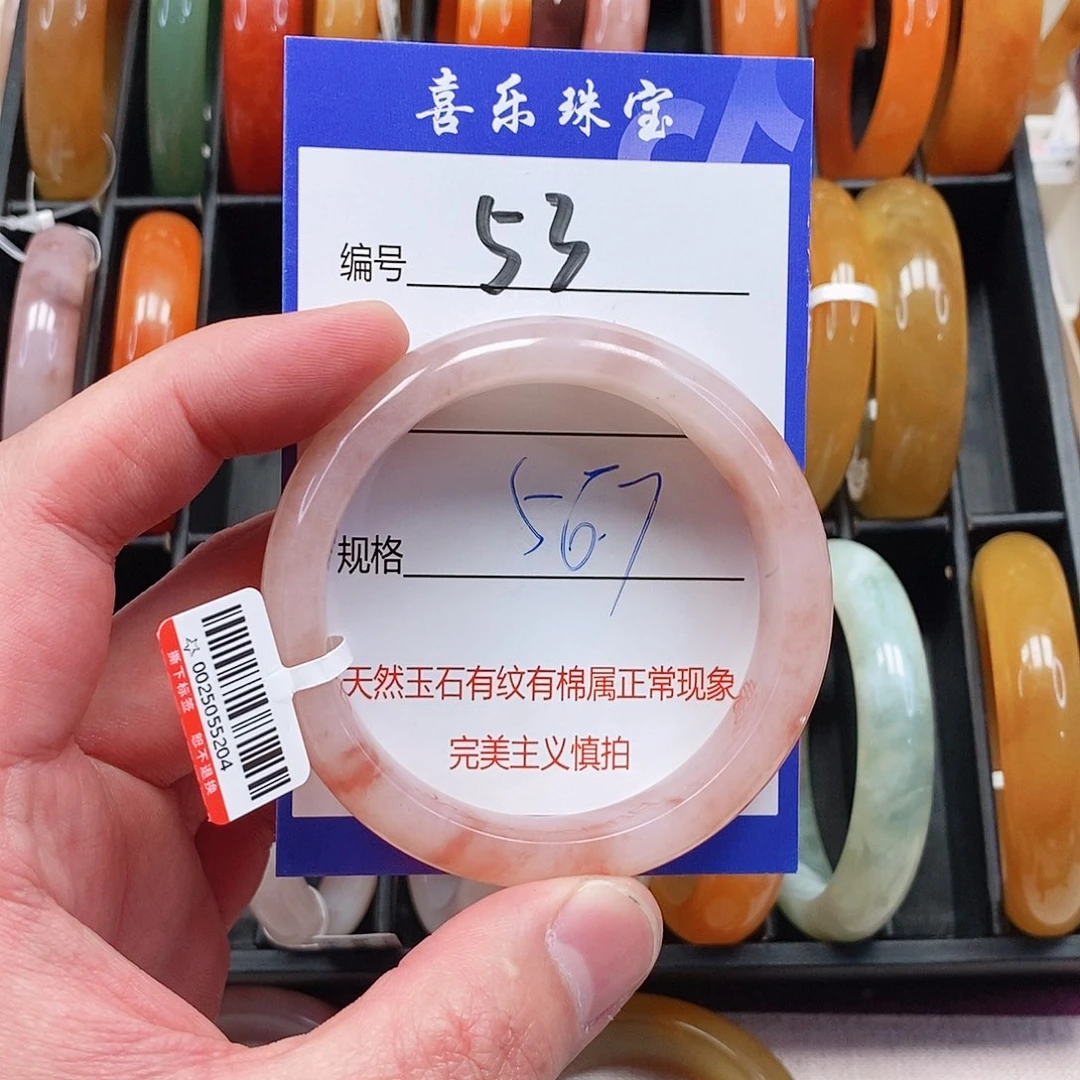 喜乐珠宝
编号 53
规格 56.7
天然玉石有纹有棉属正常现象
完美主义慎拍
0025055204
撕下标签 恕不退换